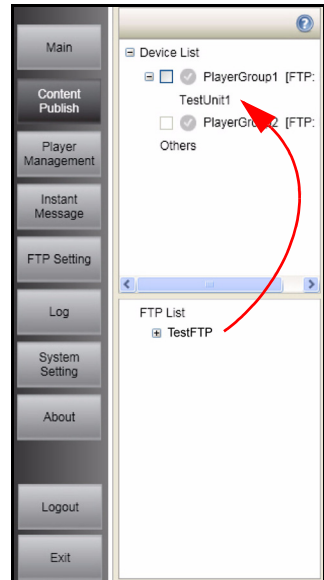 Main
Content
Publish
Player
Management
Instant
Message
FTP Setting
Log
System
Setting
About
Logout
Exit
Device List
PlayerGroup1 [FTP:
TestUnit1
PlayerGroup2 [FTP:
Others
FTP List
TestFTP